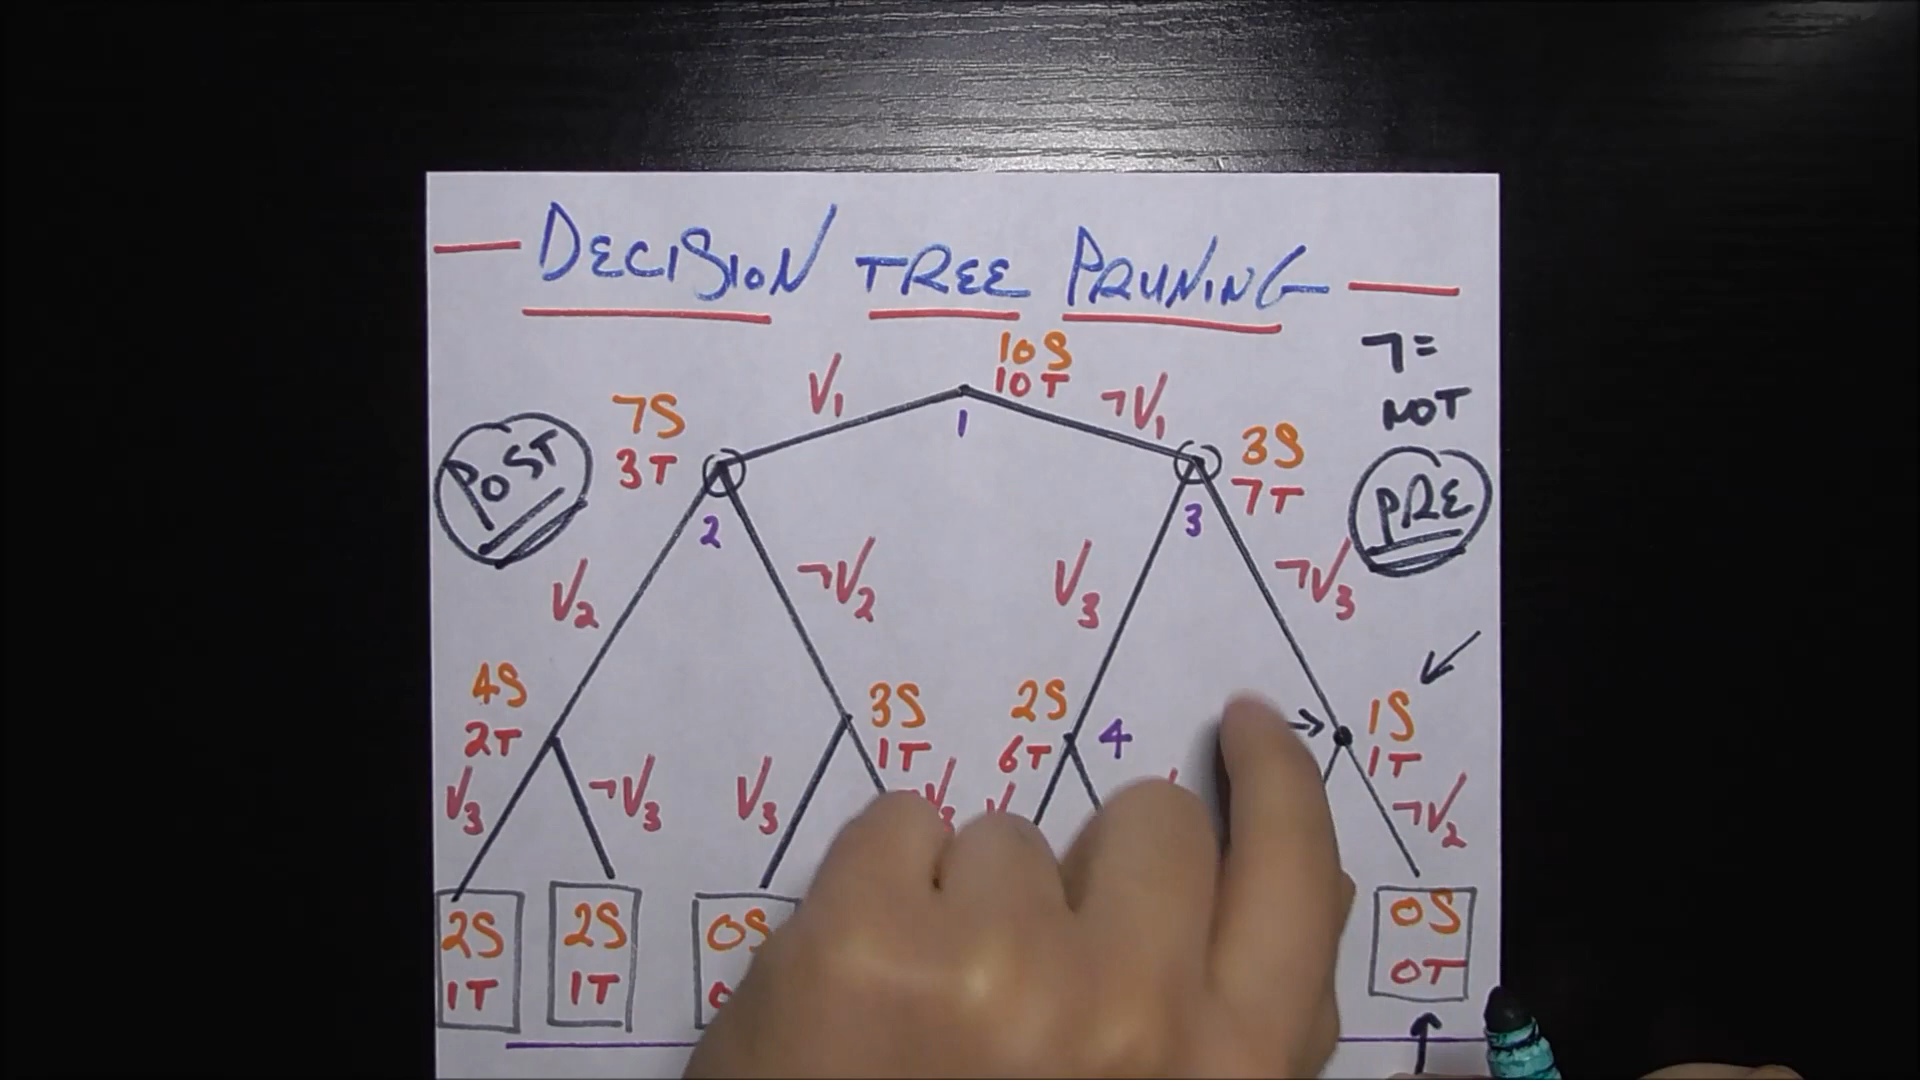 DECISION TREE PRUNING
10S
10T
¬ =
NOT
V1
¬V1
1
7S
3T
POST
2
3S
7T
3
PRE
V2
¬V2
V3
¬V3
4S
2T
3S
1T
2S
6T
4
1S
1T
V3
¬V3
V3
¬V2
2S
1T
2S
1T
0S
0S
0T